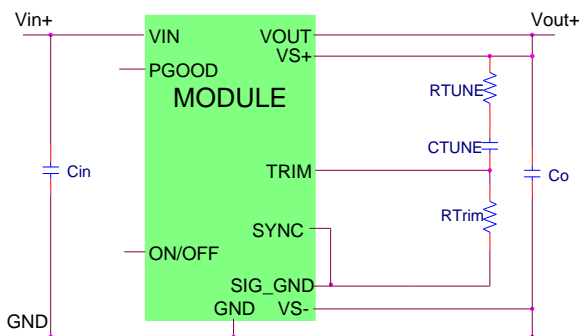 Vin+
Vout+
VIN
VOUT
VS+
PGOOD
RTUNE
MODULE
CTUNE
TRIM
Cin
Co
RTrim
SYNC
ON/OFF
SIG_GND
GND
GND
VS-